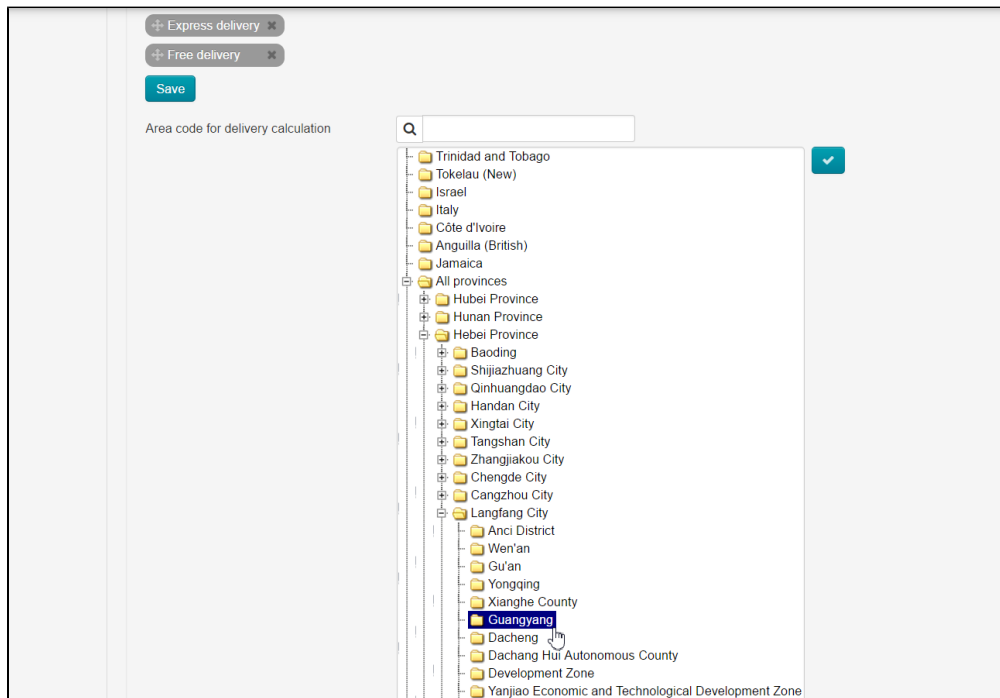 Express delivery
Free delivery
Save
Area code for delivery calculation
Trinidad and Tobago
Tokelau (New)
Israel
Italy
Côte d'Ivoire
Anguilla (British)
Jamaica
All provinces
Hubei Province
Hunan Province
Hebei Province
Baoding
Shijiazhuang City
Qinhuangdao City
Handan City
Xingtai City
Tangshan City
Zhangjiakou City
Chengde City
Cangzhou City
Langfang City
Anci District
Wen'an
Gu'an
Yongqing
Xianghe County
Guangyang
Dacheng
Dachang Hui Autonomous County
Development Zone
Yanjiao Economic and Technological Development Zone